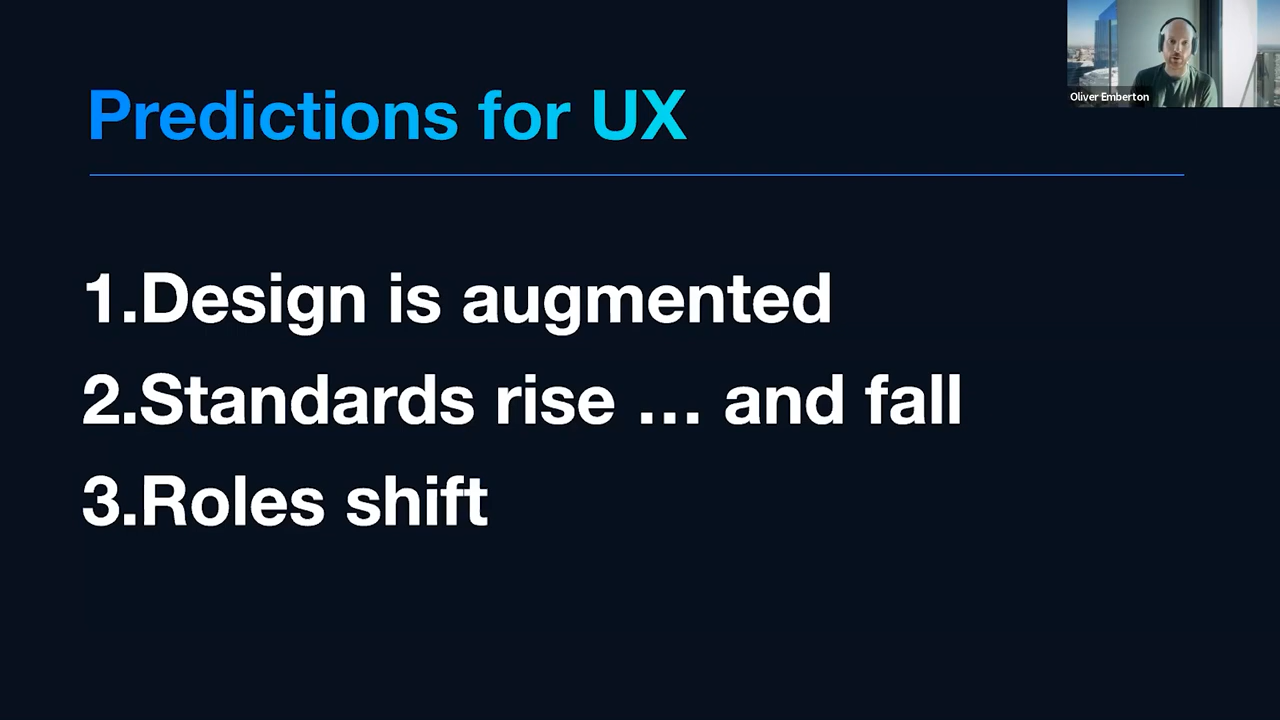 Predictions for UX
Oliver Emberton
1.Design is augmented
2.Standards rise … and fall
3.Roles shift